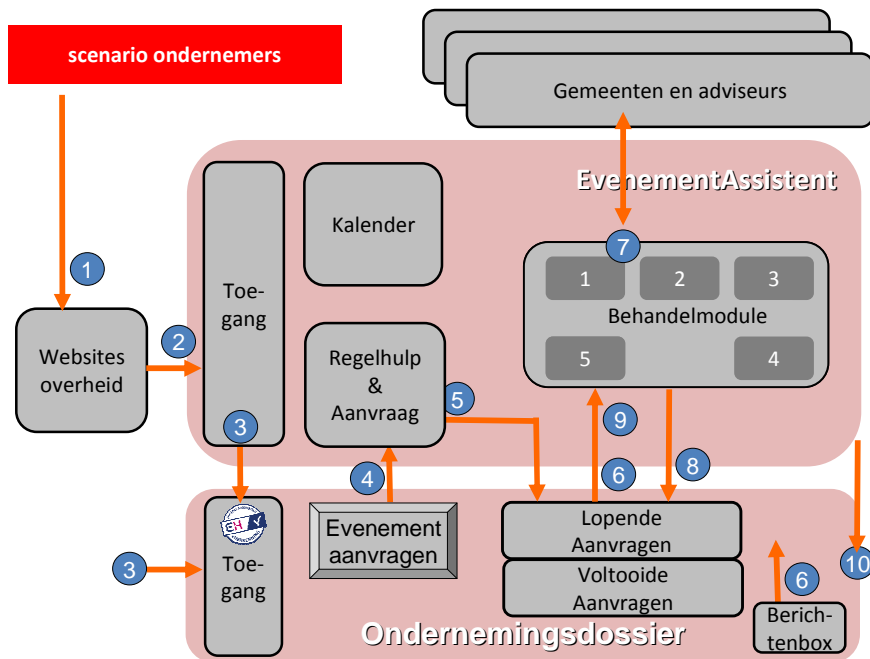 scenario ondernemers
Gemeenten en adviseurs
EvenementAssistent
Toe-
gang
Kalender
7
1
2
3
Behandelmodule
5
4
1
Websites
overheid
2
Regelhulp
&
Aanvraag
5
3
4
9
6
8
EH
Toe-
gang
3
Evenement
aanvragen
Lopende
Aanvragen
Voltooide
Aanvragen
6
10
Berich-
tenbox
Ondernemingsdossier